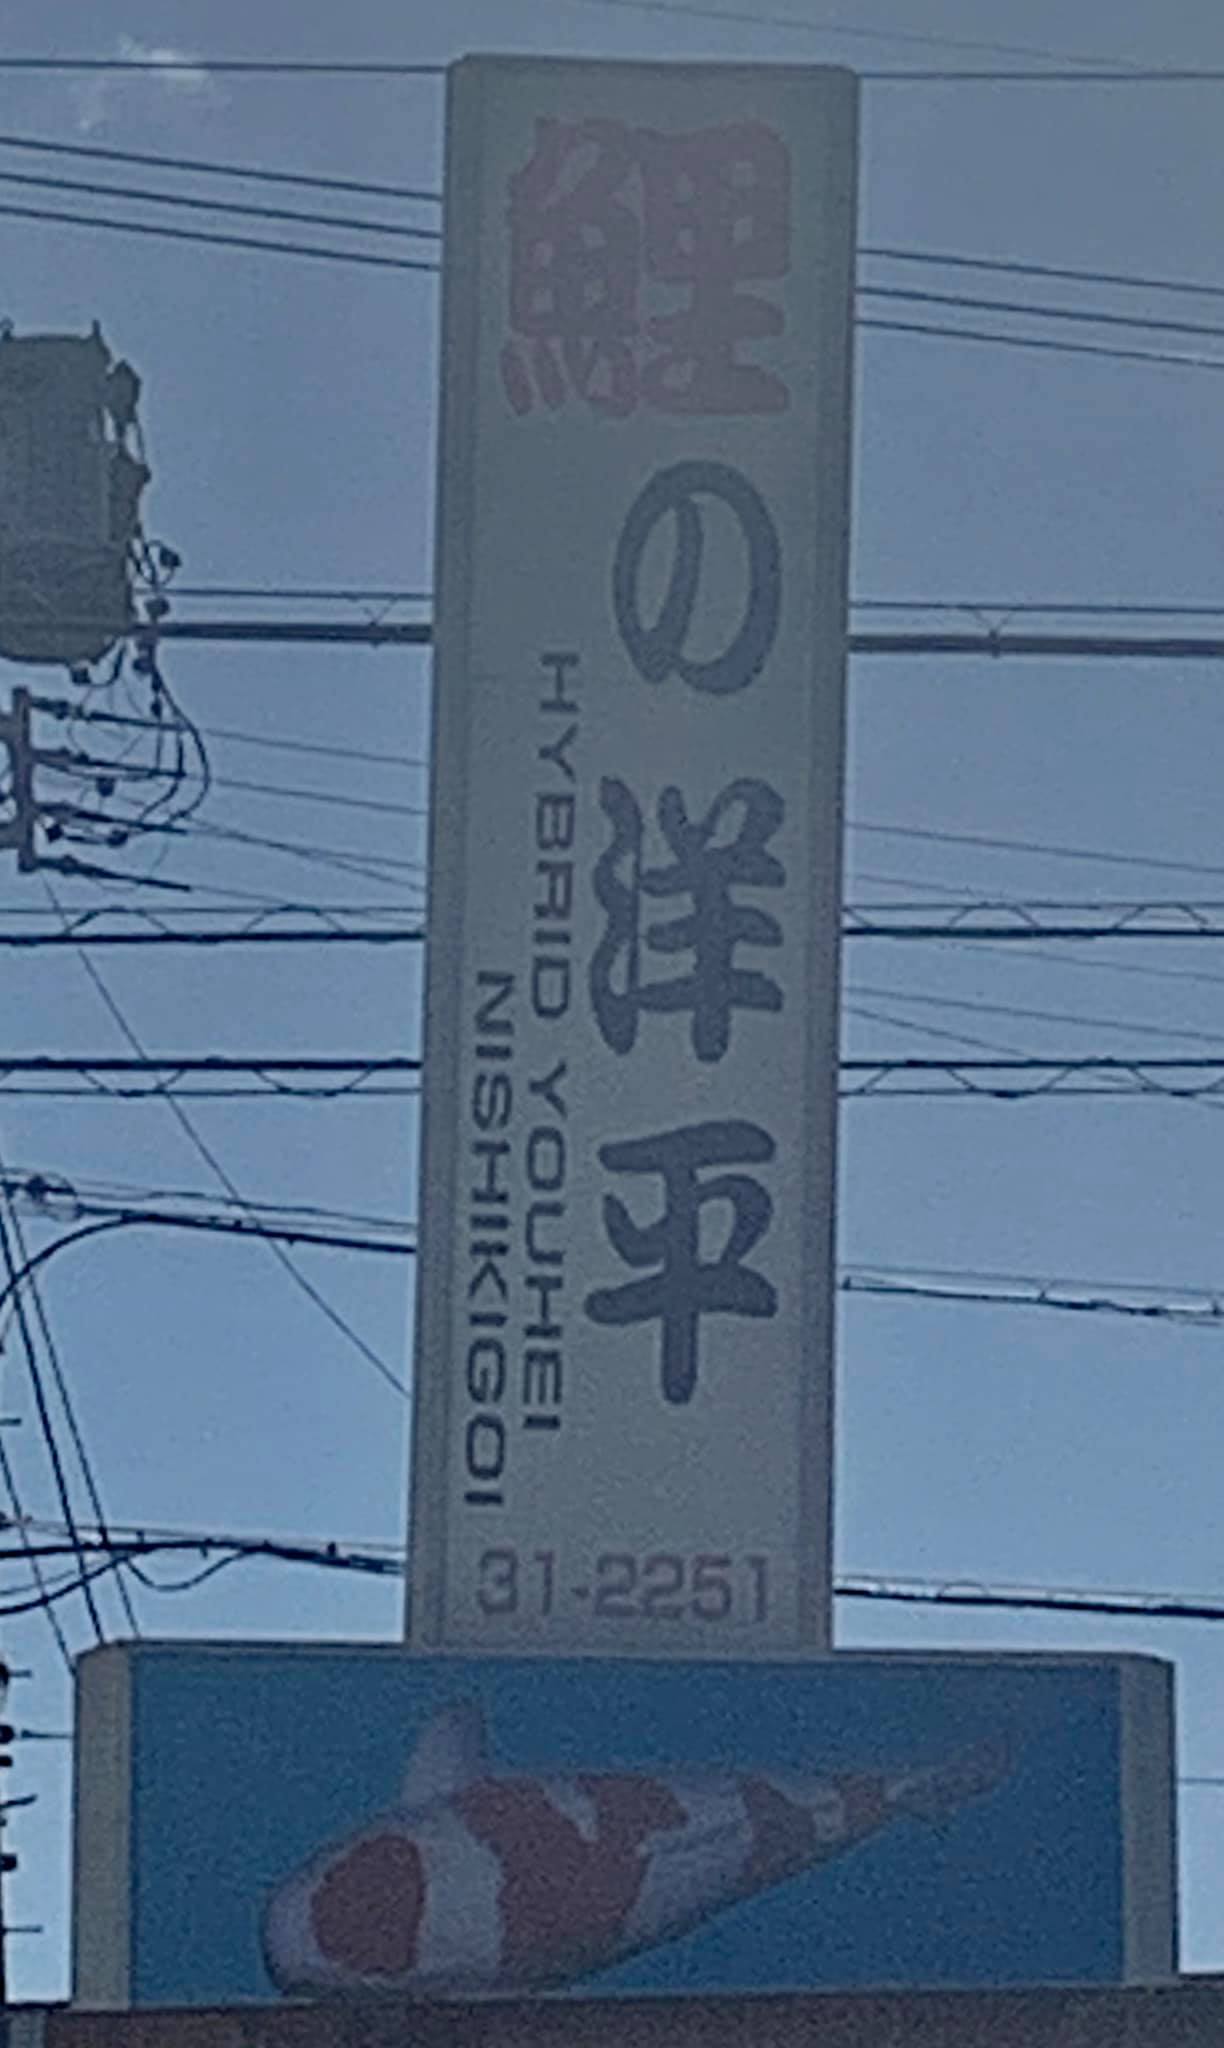 鯉の洋平
HYBRID YOUHEI
NISHIKIGOI
31-2251